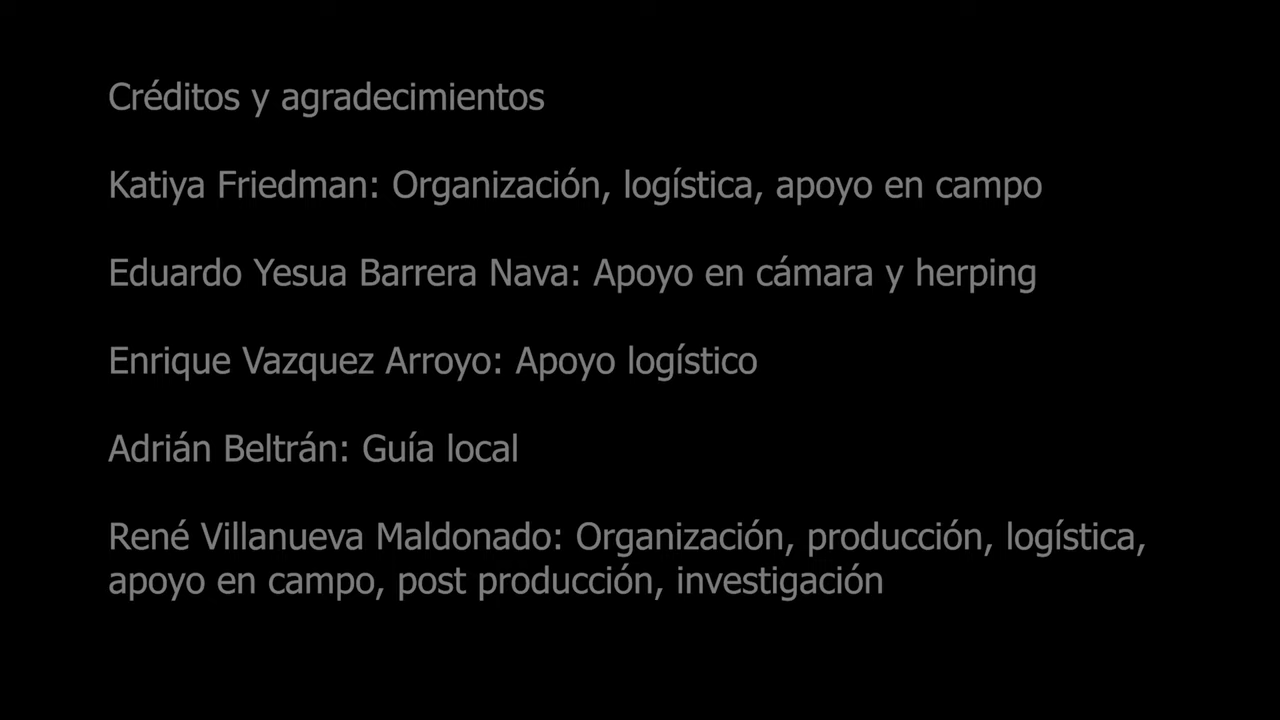 Créditos y agradecimientos
Katiya Friedman: Organización, logística, apoyo en campo
Eduardo Yesua Barrera Nava: Apoyo en cámara y herping
Enrique Vazquez Arroyo: Apoyo logístico
Adrián Beltrán: Guía local
René Villanueva Maldonado: Organización, producción, logística,
apoyo en campo, post producción, investigación